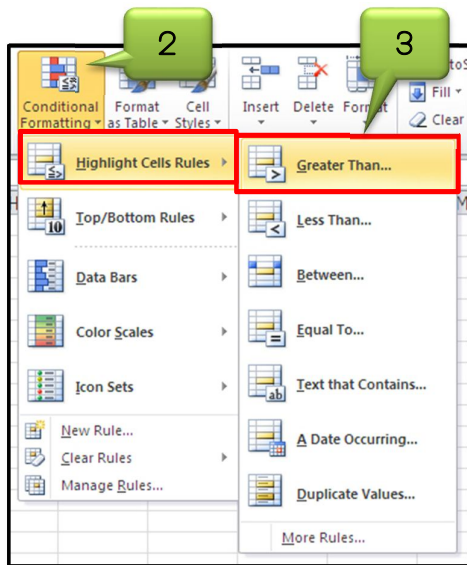 2
3
Conditional Formatting
Format as Table
Cell Styles
Insert
Delete
Format
Fill
Clear
Highlight Cells Rules
Top/Bottom Rules
10
Data Bars
Color Scales
Icon Sets
New Rule...
Clear Rules
Manage Rules...
Greater Than...
Less Than...
Between...
Equal To...
ab
Text that Contains...
A Date Occurring...
Duplicate Values...
More Rules...